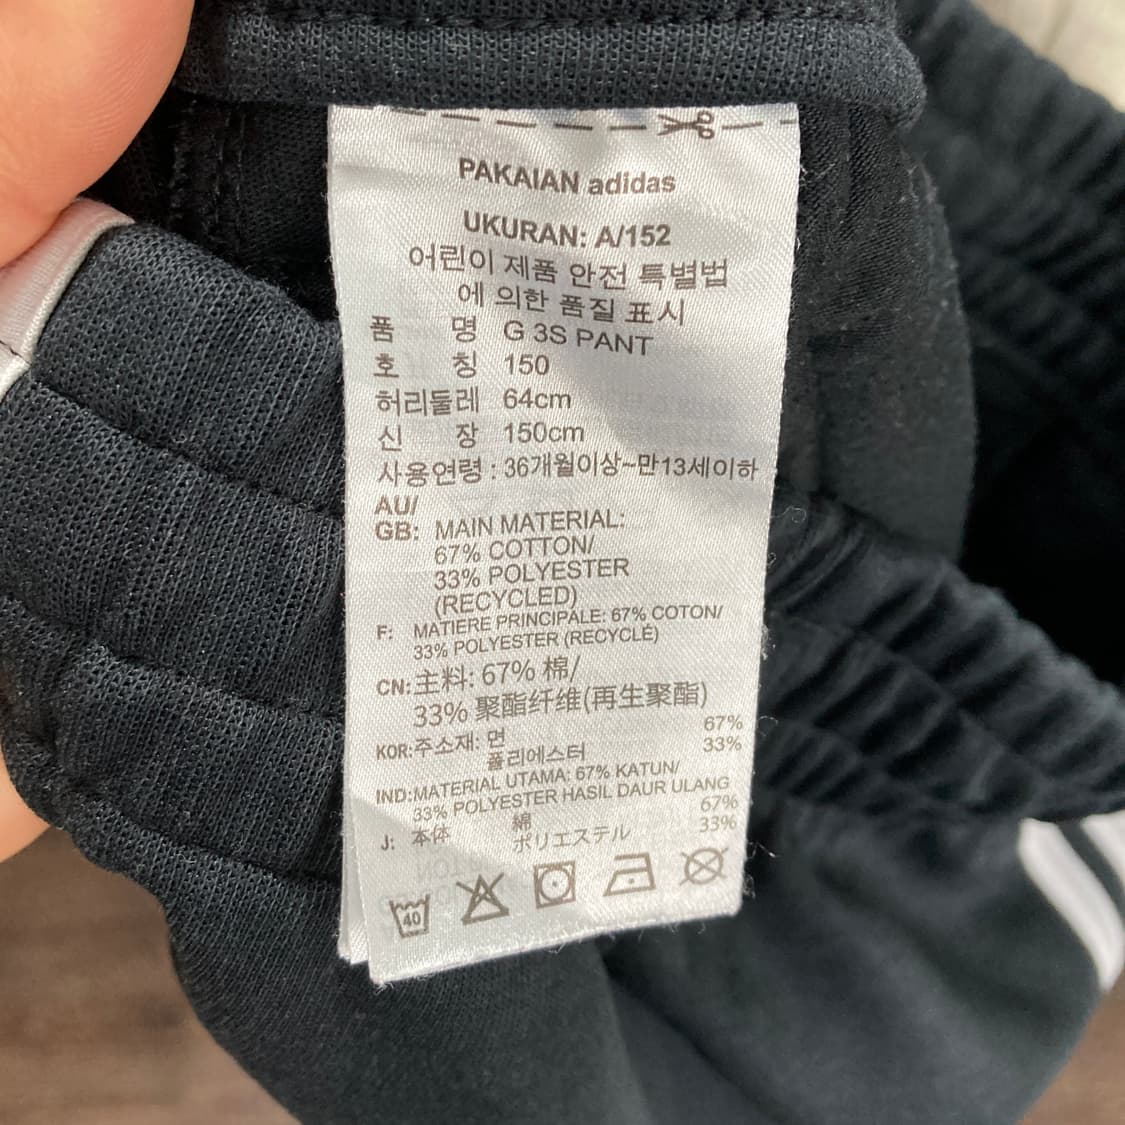 PAKAIAN adidas
UKURAN: A/152
어린이 제품 안전 특별법
에 의한 품질 표시
품 명 G 3S PANT
호 칭 150
허리둘레 64cm
신 장 150cm
사용연령 : 36개월이상~만13세이하
AU/
GB: MAIN MATERIAL:
67% COTTON/
33% POLYESTER
(RECYCLED)
F: MATIERE PRINCIPALE: 67% COTON/
33% POLYESTER (RECYCLÉ)
CN:主料: 67% 棉/
33% 聚酯纤维(再生聚酯)
KOR:주소재: 면 67%
폴리에스터 33%
IND:MATERIAL UTAMA: 67% KATUN/
33% POLYESTER HASIL DAUR ULANG
J: 本体 綿 67%
ポリエステル 33%
40